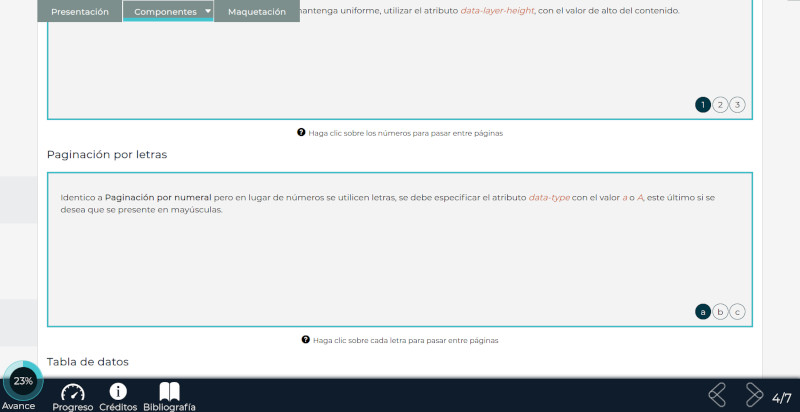 Presentación Componentes Maquetación
mantenga uniforme, utilizar el atributo data-layer-height, con el valor de alto del contenido.
1 2 3
? Haga clic sobre los números para pasar entre páginas
Paginación por letras
Identico a Paginación por numeral pero en lugar de números se utilicen letras, se debe especificar el atributo data-type con el valor a o A, este último si se
desea que se presente en mayúsculas.
a b c
? Haga clic sobre cada letra para pasar entre páginas
Tabla de datos
23%
Avance Progreso Créditos Bibliografía 4/7